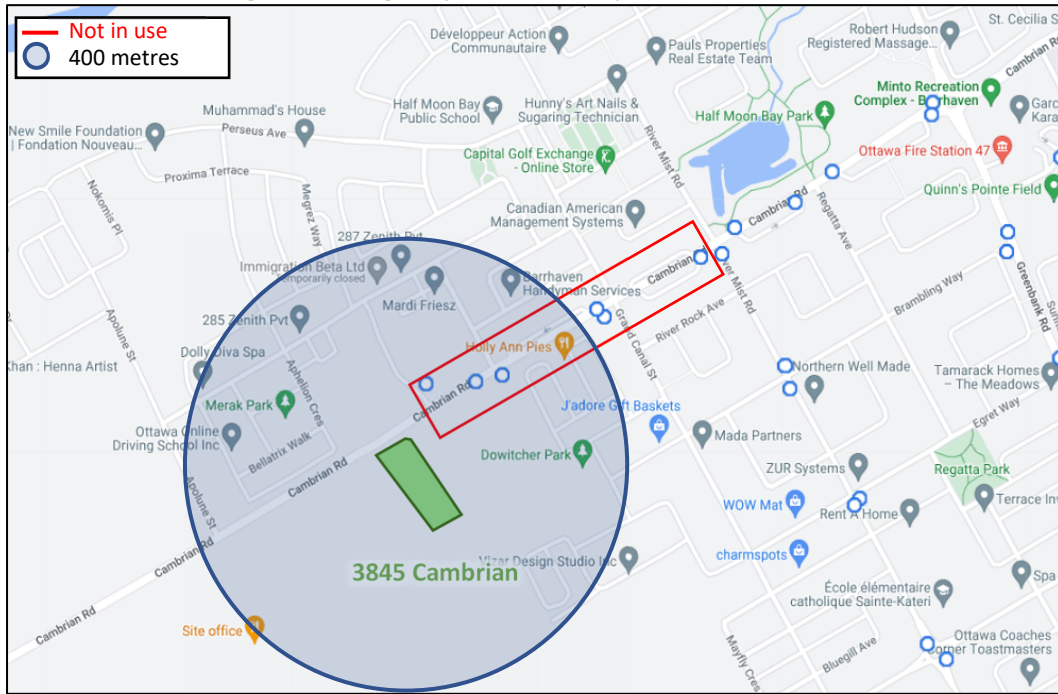 Not in use
400 metres
Développeur Action
Communautaire
Pauls Properties
Real Estate Team
Robert Hudson
Registered Massage...
St. Cecilia S
Cambrian Rd
Minto Recreation
Complex - Barrhaven
Muhammad's House
Half Moon Bay
Public School
Hunny's Art Nails &
Sugaring Technician
Half Moon Bay Park
Gard
Kara
New Smile Foundation
| Fondation Nouveau...
Perseus Ave
River Mist Rd
Ottawa Fire Station 47
Capital Golf Exchange
- Online Store
Proxima Terrace
Quinn's Pointe Field
Nokomis Pl
Megrez Way
Canadian American
Management Systems
Cambrian Rd
Regatta Ave
287 Zenith Pvt
Immigration Beta Ltd
Temporarily closed
Barrhaven
Handyman Services
Cambrian
River Mist Rd
Greenbank Rd
Brambling Way
Mardi Friesz
285 Zenith Pvt
Apolune St
Grand Canal St
River Rock Ave
Dolly Diva Spa
Holly Ann Pies
Khan : Henna Artist
Northern Well Made
Tamarack Homes
– The Meadows
Aphelion Cres
Cambrian Rd
Merak Park
J'adore Gift Baskets
Egret Way
Ottawa Online
Driving School Inc
Bellatrix Walk
Mada Partners
Dowitcher Park
Cambrian Rd
ZUR Systems
Regatta Park
Apolune St
WOW Mat
Rent A Home
Terrace Inv
Vizar Design Studio Inc
charmspots
3845 Cambrian
Spa
École élémentaire
catholique Sainte-Kateri
Cambrian Rd
Site office
Mayfly Cres
Bluegill Ave
Ottawa Coaches
Corner Toastmasters